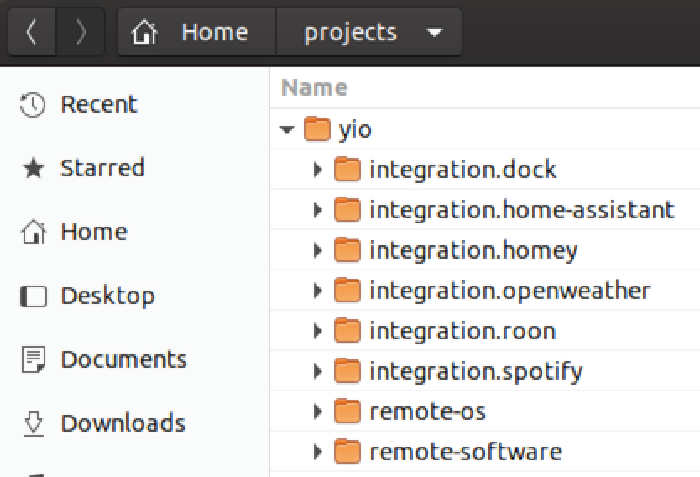 Home projects
Name
Recent
yio
Starred
integration.dock
integration.home-assistant
Home
integration.homey
Desktop
integration.openweather
integration.roon
Documents
integration.spotify
Downloads
remote-os
remote-software